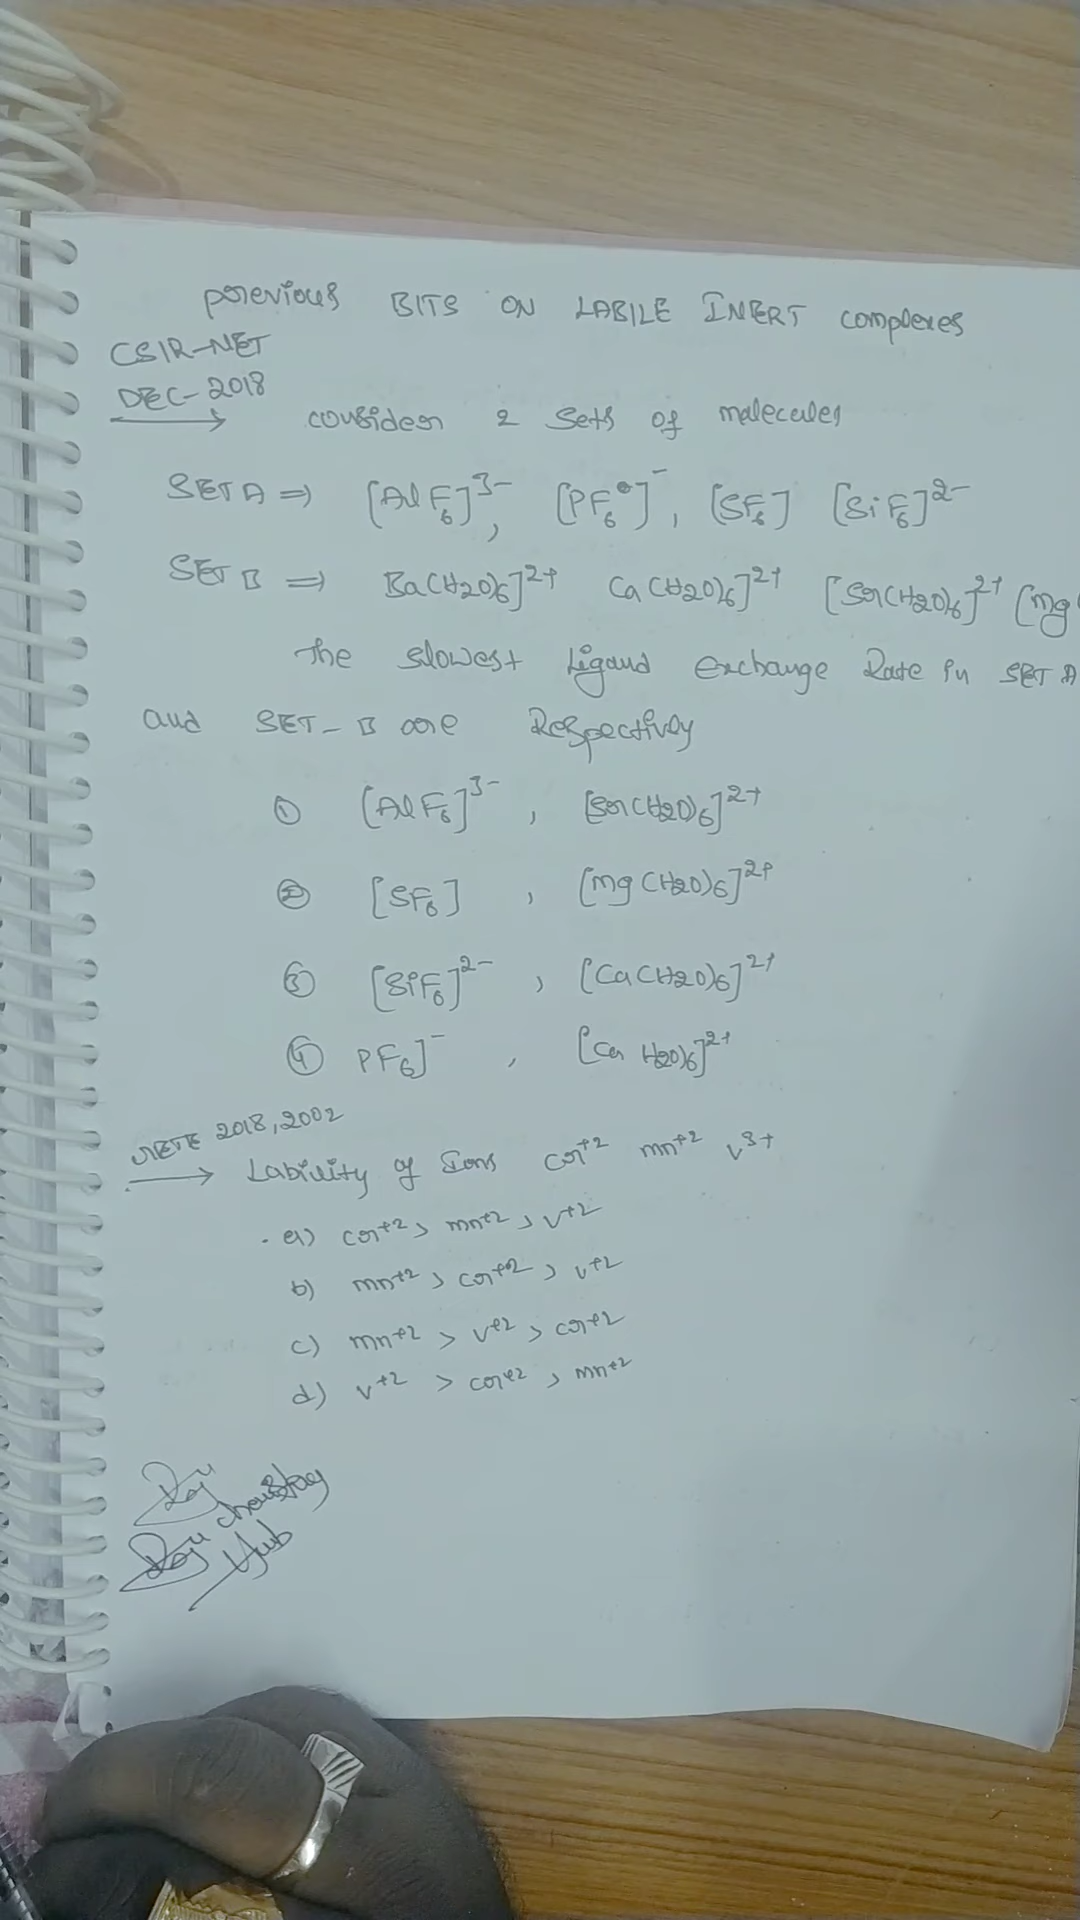 previous BITS ON LABILE INERT complexes
CSIR-NET
DEC-2018
consider 2 sets of malecules
SET A ⇒ [AlF6]3-, [PF6]-, [SF6] [SiF6]2-
SET B ⇒ Ba(H2O)6]2+ Ca(H2O)6]2+ [Sr(H2O)6]2+ [mg(
The slowest Ligand exchange Rate in SET A
and SET-B are Respectively
① [AlF6]3- , [Sr(H2O)6]2+
② [SF6] , [mg(H2O)6]2+
③ [SiF6]2- , [Ca(H2O)6]2+
④ PF6]- , [Ca H2O)6]2+
2018, 2002
Lability of Ions cr+2 mn+2 v3+
a) cr+2 > mn+2 > v+2
b) mn+2 > cr+2 > v+2
c) mn+2 > v+2 > cr+2
d) v+2 > cr+2 > mn+2
Raju
Raju chemistry
Hub